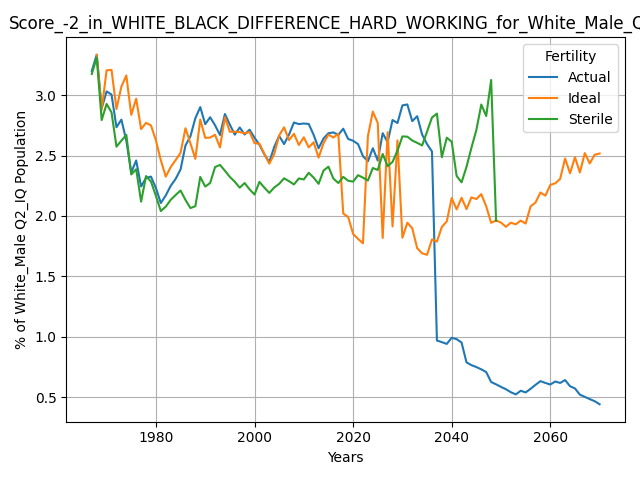 Score_-2_in_WHITE_BLACK_DIFFERENCE_HARD_WORKING_for_White_Male_Q
Fertility
Actual
Ideal
Sterile
% of White_Male Q2_IQ Population
3.0
2.5
2.0
1.5
1.0
0.5
1980 2000 2020 2040 2060
Years